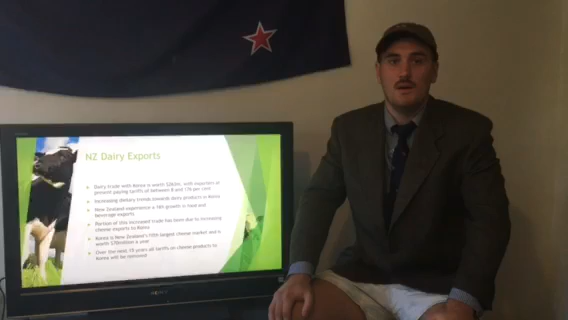 NZ Dairy Exports
Dairy trade with Korea is worth $262m, with exporters at
present paying tariffs of between 8 and 176 per cent
Increasing dietary trends towards dairy products in Korea
New Zealand experience a 16% growth in food and
beverage exports
Portion of this increased trade has been due to increasing
cheese exports to Korea
Korea is New Zealand's fifth-largest cheese market and is
worth $78million a year
Over the next 15 years all tariffs on cheese products to
Korea will be removed